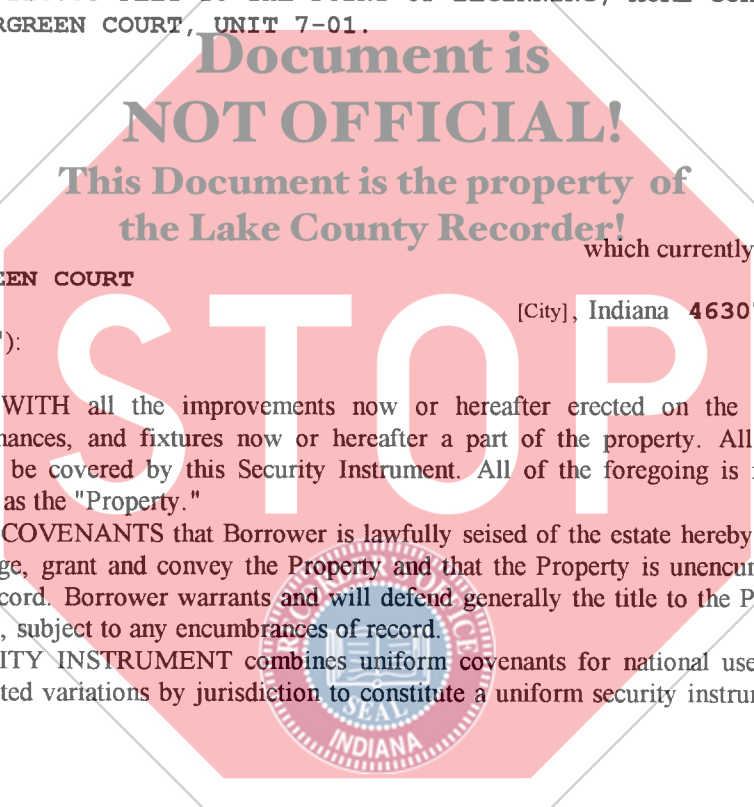 RGREEN COURT, UNIT 7-01.
Document is
NOT OFFICIAL!
This Document is the property of
the Lake County Recorder!
which currently
EEN COURT
[City], Indiana 4630
"):
STOP
WITH all the improvements now or hereafter erected on the
nances, and fixtures now or hereafter a part of the property. All
be covered by this Security Instrument. All of the foregoing is
as the "Property."
COVENANTS that Borrower is lawfully seised of the estate hereby
ge, grant and convey the Property and that the Property is unencum
cord. Borrower warrants and will defend generally the title to the P
, subject to any encumbrances of record.
ITY INSTRUMENT combines uniform covenants for national use
ted variations by jurisdiction to constitute a uniform security instrum
RECORDER'S OFFICE
SEAL
INDIANA